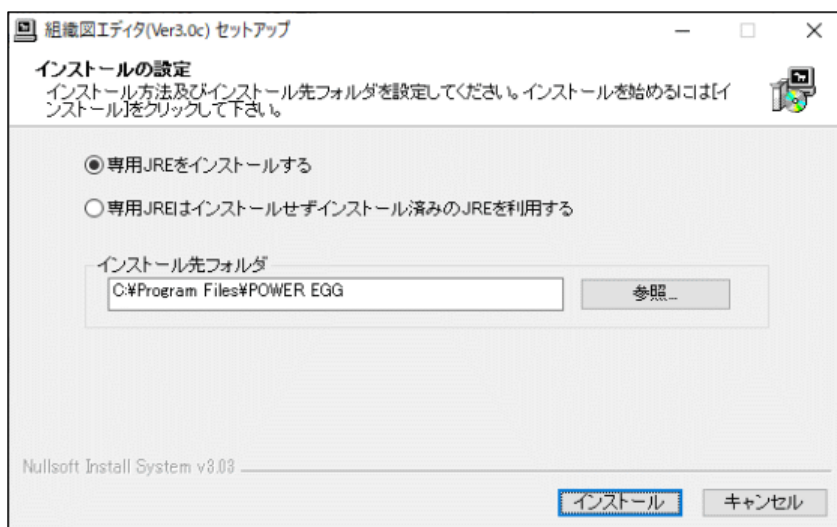 組織図エディタ(Ver3.0c) セットアップ
インストールの設定
インストール方法及びインストール先フォルダを設定してください。インストールを始めるには[イ
ンストール]をクリックして下さい。
専用JREをインストールする
専用JREはインストールせずインストール済みのJREを利用する
インストール先フォルダ
C:¥Program Files¥POWER EGG
参照...
Nullsoft Install System v3.03
インストール
キャンセル